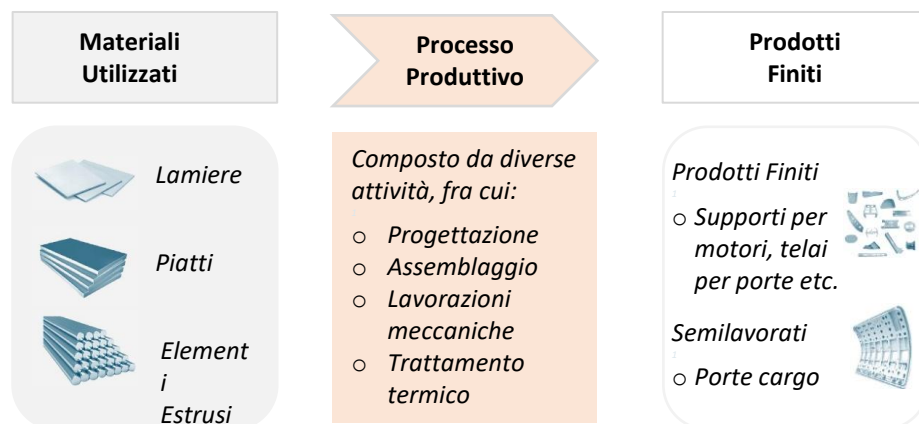 Materiali
Utilizzati
Processo
Produttivo
Prodotti
Finiti
Lamiere
Piatti
Element
i
Estrusi
Composto da diverse
attività, fra cui:
o Progettazione
o Assemblaggio
o Lavorazioni
meccaniche
o Trattamento
termico
Prodotti Finiti
o Supporti per
motori, telai
per porte etc.
Semilavorati
o Porte cargo